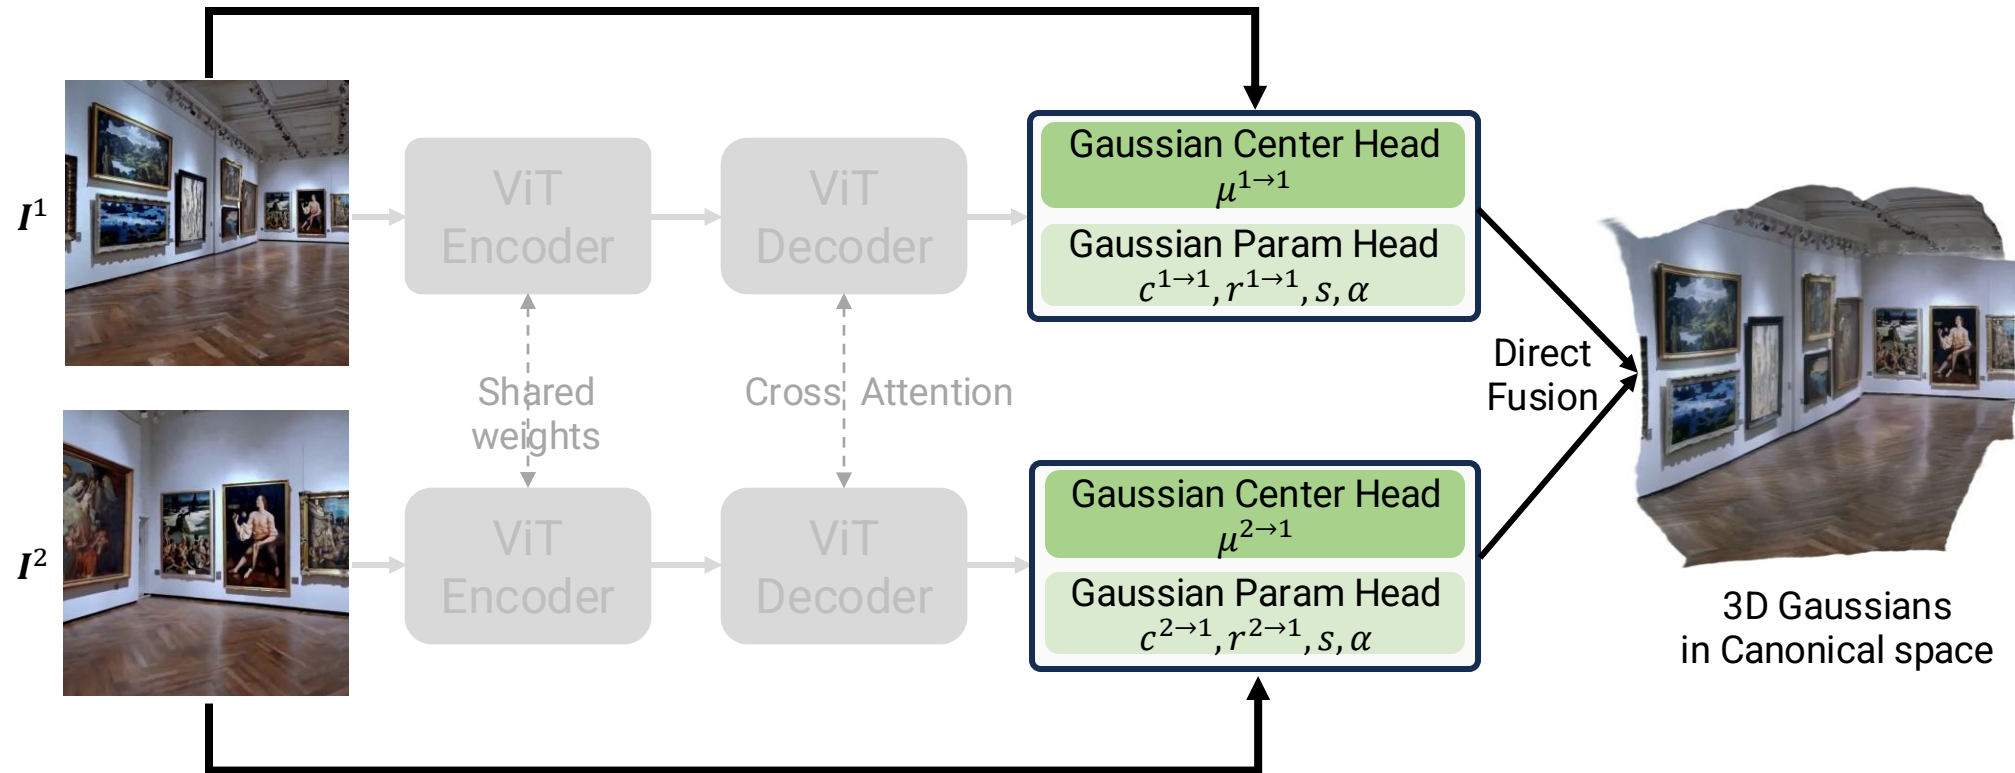 I¹
ViT
Encoder
ViT
Decoder
Gaussian Center Head
μ¹→¹
Gaussian Param Head
c¹→¹, r¹→¹, s, α
Shared
weights
Cross Attention
Direct
Fusion
I²
ViT
Encoder
ViT
Decoder
Gaussian Center Head
μ²→¹
Gaussian Param Head
c²→¹, r²→¹, s, α
3D Gaussians
in Canonical space